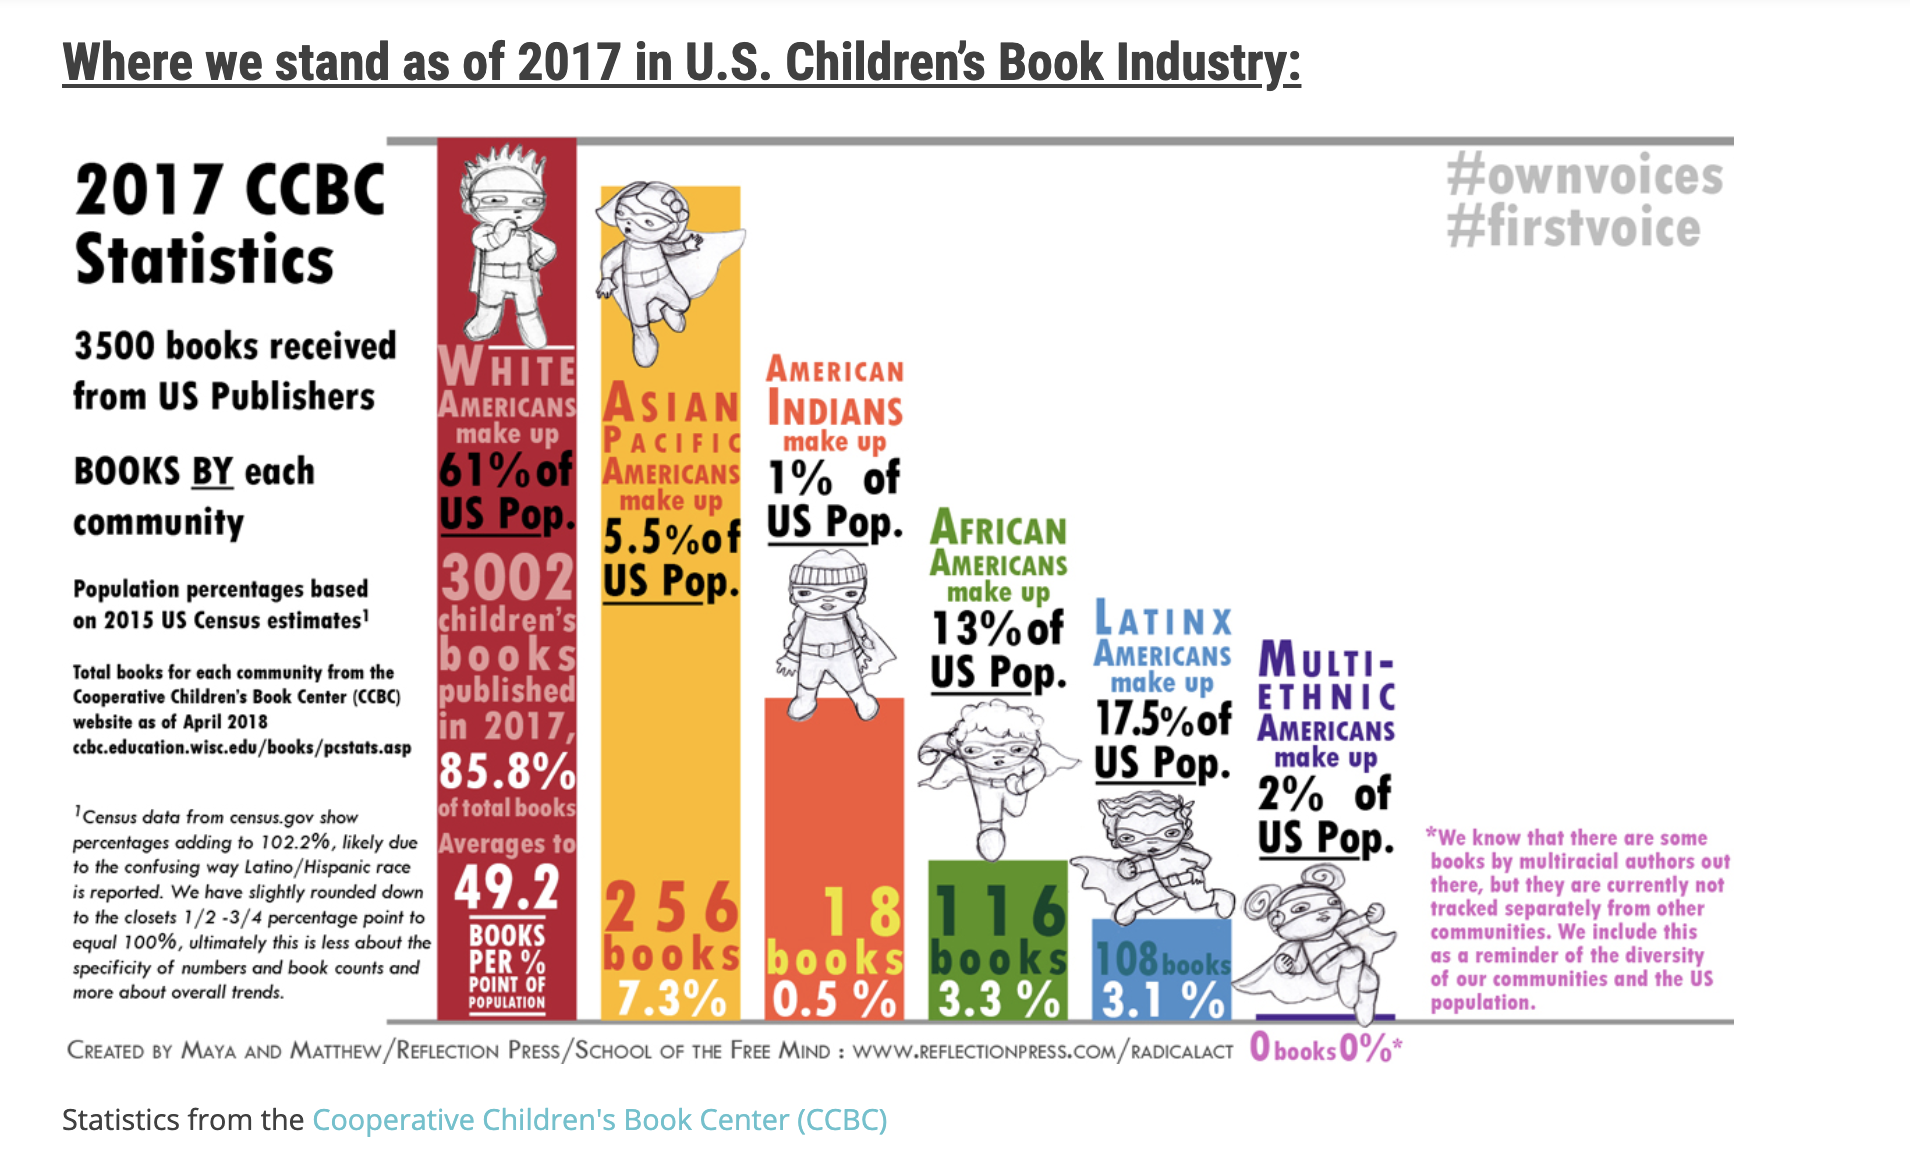 Where we stand as of 2017 in U.S. Children's Book Industry:
2017 CCBC
Statistics
3500 books received
from US Publishers
BOOKS BY each
community
Population percentages based
on 2015 US Census estimates¹
Total books for each community from the
Cooperative Children's Book Center (CCBC)
website as of April 2018
ccbc.education.wisc.edu/books/pcstats.asp
¹Census data from census.gov show
percentages adding to 102.2%, likely due
to the confusing way Latino/Hispanic race
is reported. We have slightly rounded down
to the closets 1/2 -3/4 percentage point to
equal 100%, ultimately this is less about the
specificity of numbers and book counts and
more about overall trends.
WHITE
AMERICANS
make up
61% of
US Pop.
3002
children's
books
published
in 2017,
85.8%
of total books
Averages to
49.2
BOOKS
PER %
POINT OF
POPULATION
ASIAN
PACIFIC
AMERICANS
make up
5.5% of
US Pop.
256
books
7.3%
AMERICAN
INDIANS
make up
1% of
US Pop.
18
books
0.5 %
AFRICAN
AMERICANS
make up
13% of
US Pop.
116
books
3.3 %
LATINX
AMERICANS
make up
17.5% of
US Pop.
108 books
3.1 %
MULTI-
ETHNIC
AMERICANS
make up
2% of
US Pop.
0 books 0%*
#ownvoices
#firstvoice
*We know that there are some
books by multiracial authors out
there, but they are currently not
tracked separately from other
communities. We include this
as a reminder of the diversity
of our communities and the US
population.
CREATED BY MAYA AND MATTHEW/REFLECTION PRESS/SCHOOL OF THE FREE MIND : WWW.REFLECTIONPRESS.COM/RADICALACT
Statistics from the Cooperative Children's Book Center (CCBC)